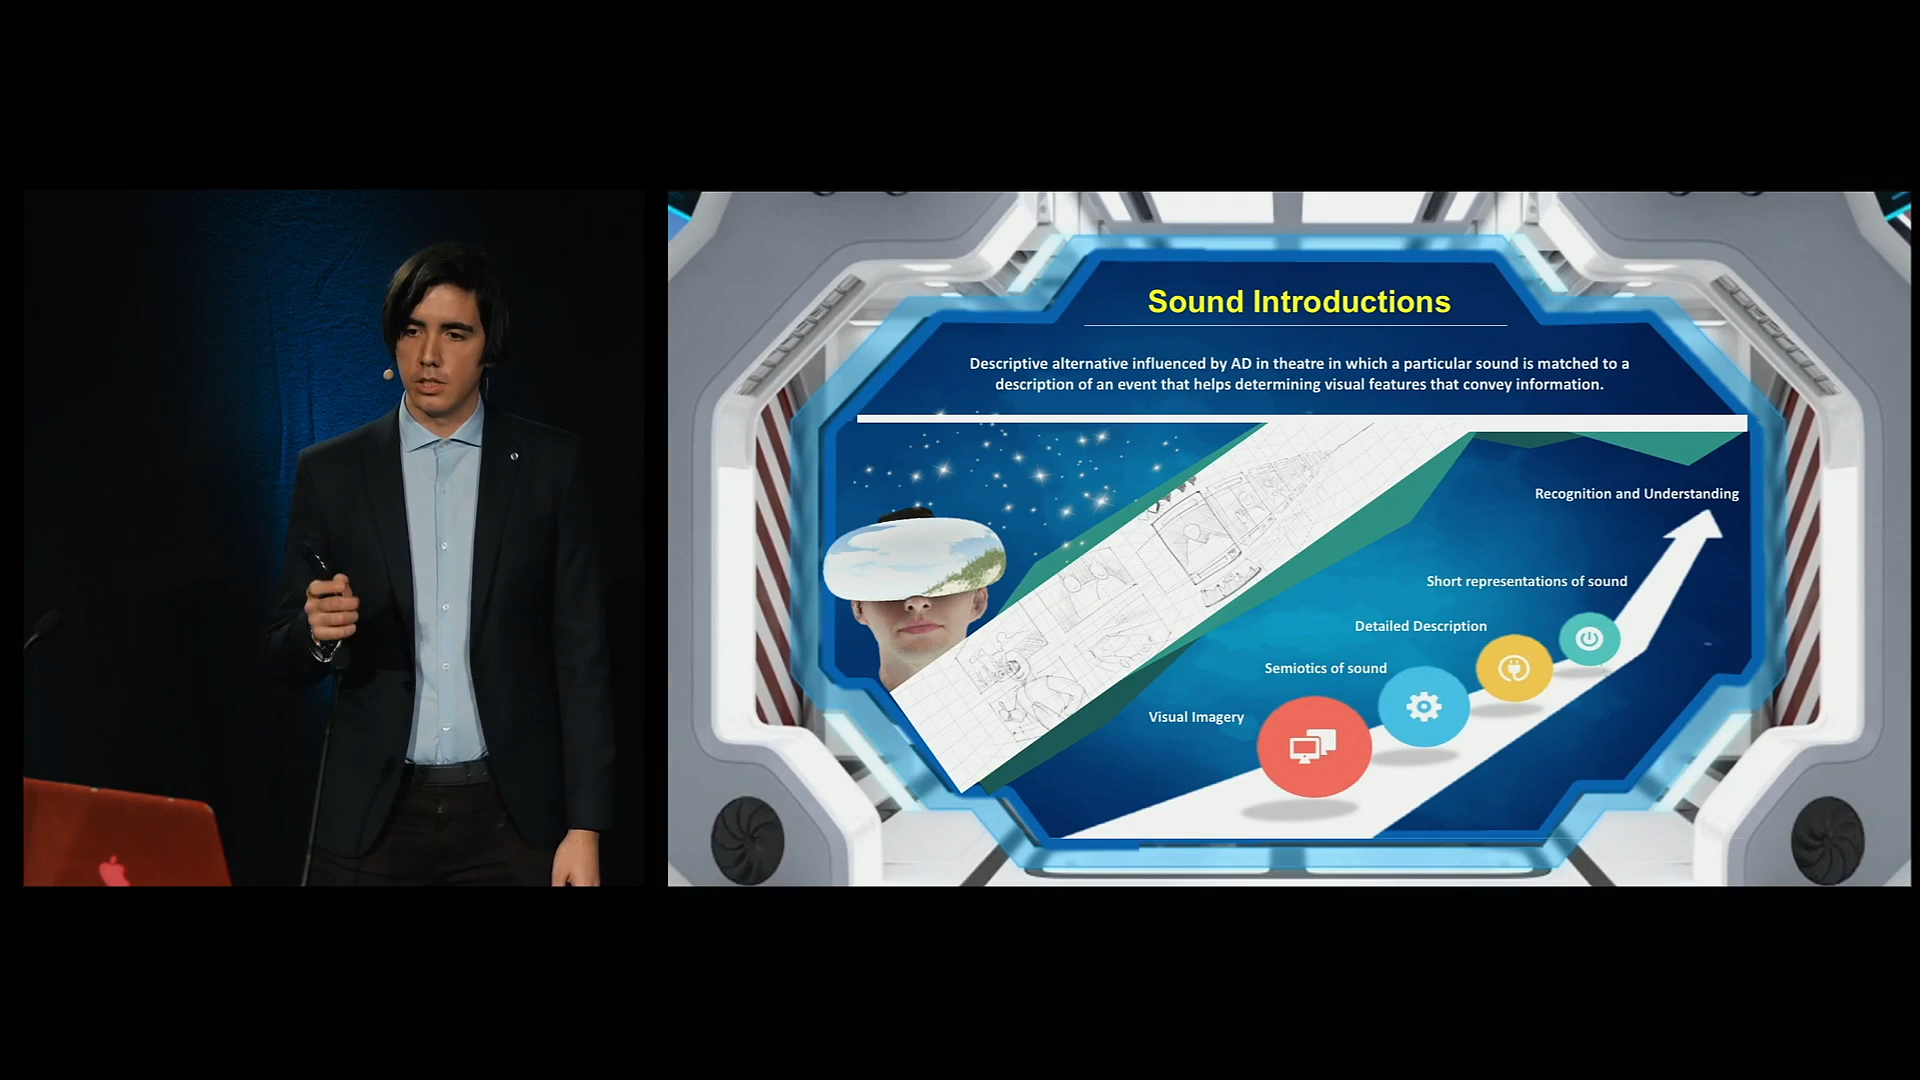 Sound Introductions
Descriptive alternative influenced by AD in theatre in which a particular sound is matched to a
description of an event that helps determining visual features that convey information.
Recognition and Understanding
Short representations of sound
Detailed Description
Semiotics of sound
Visual Imagery